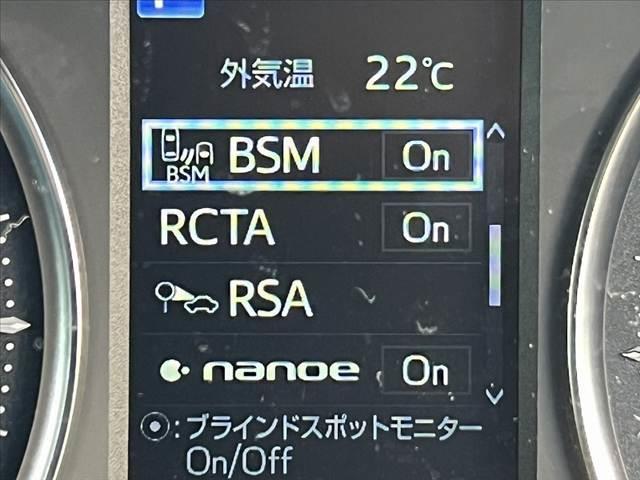 外気温 22℃
BSM BSM On
RCTA On
RSA
nanoe On
⦿:ブラインドスポットモニター
On/Off